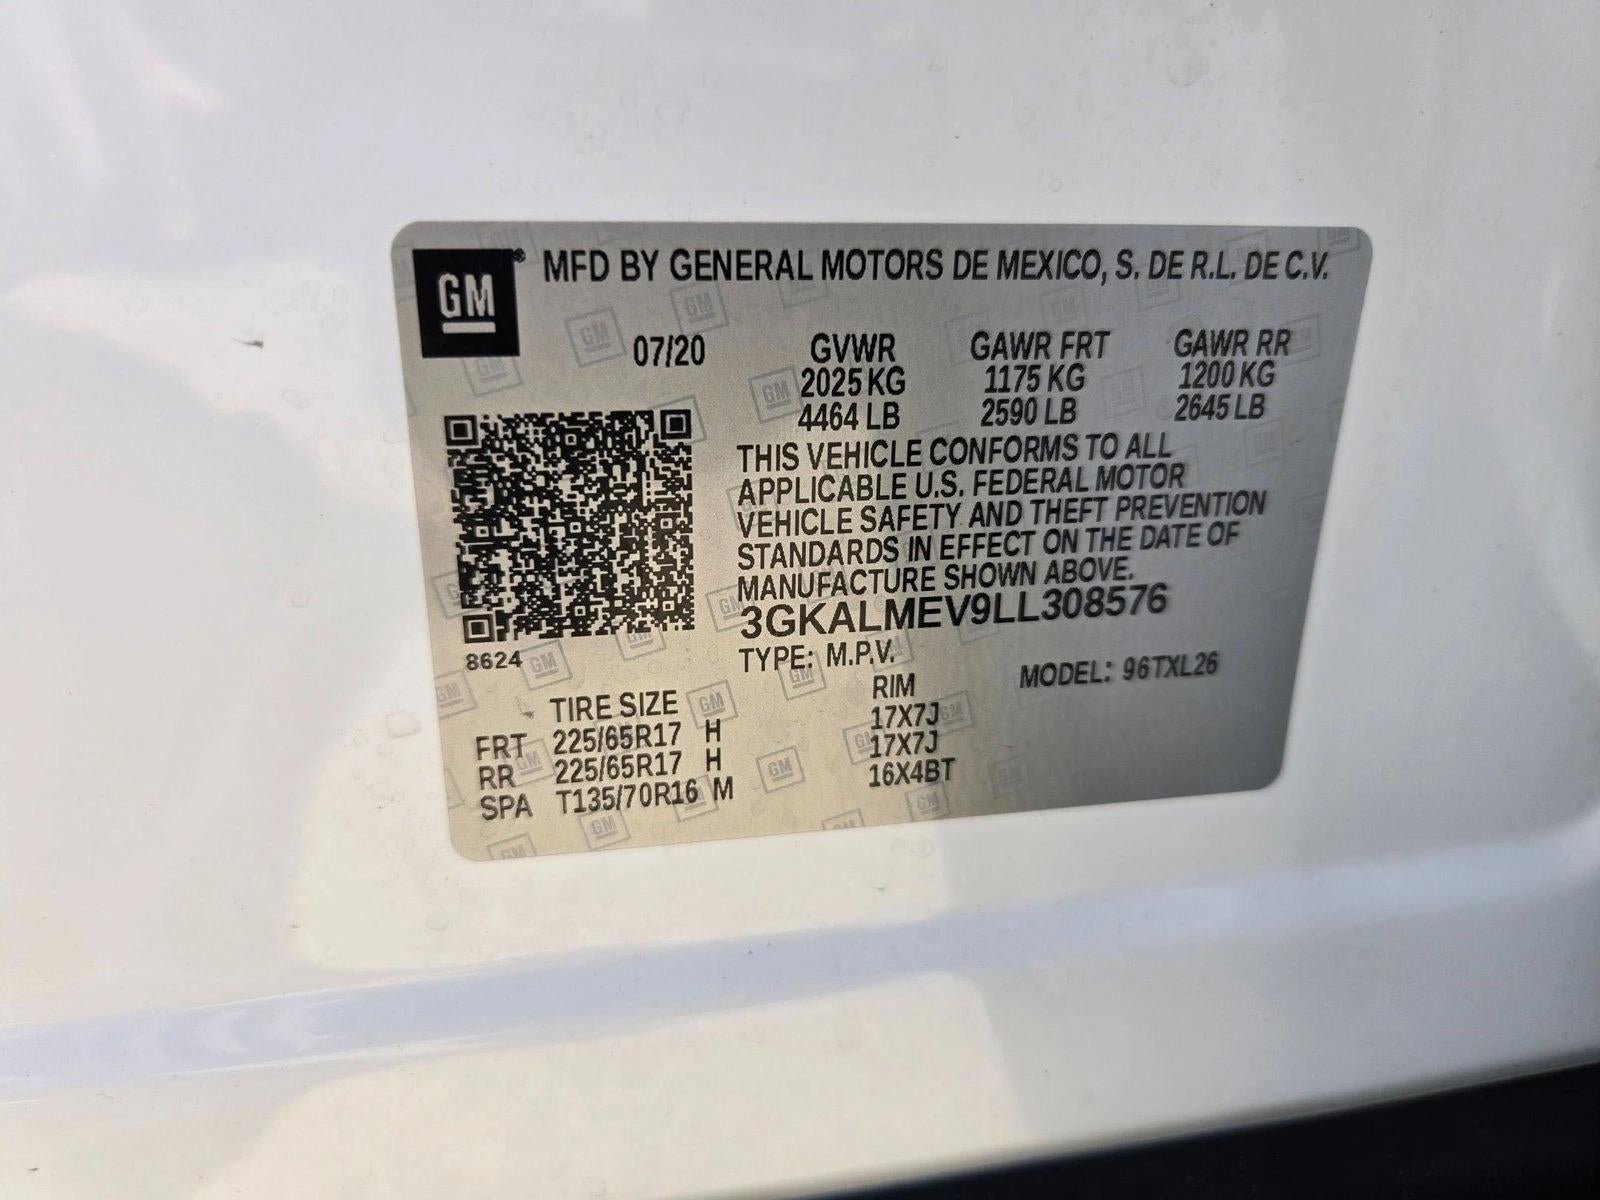 GM® MFD BY GENERAL MOTORS DE MEXICO, S. DE R.L. DE C.V.
07/20 GVWR GAWR FRT GAWR RR
2025 KG 1175 KG 1200 KG
4464 LB 2590 LB 2645 LB
THIS VEHICLE CONFORMS TO ALL
APPLICABLE U.S. FEDERAL MOTOR
VEHICLE SAFETY AND THEFT PREVENTION
STANDARDS IN EFFECT ON THE DATE OF
MANUFACTURE SHOWN ABOVE.
3GKALMEV9LL308576
8624
TYPE: M.P.V. MODEL: 96TXL26
TIRE SIZE RIM
FRT 225/65R17 H 17X7J
RR 225/65R17 H 17X7J
SPA T135/70R16 M 16X4BT